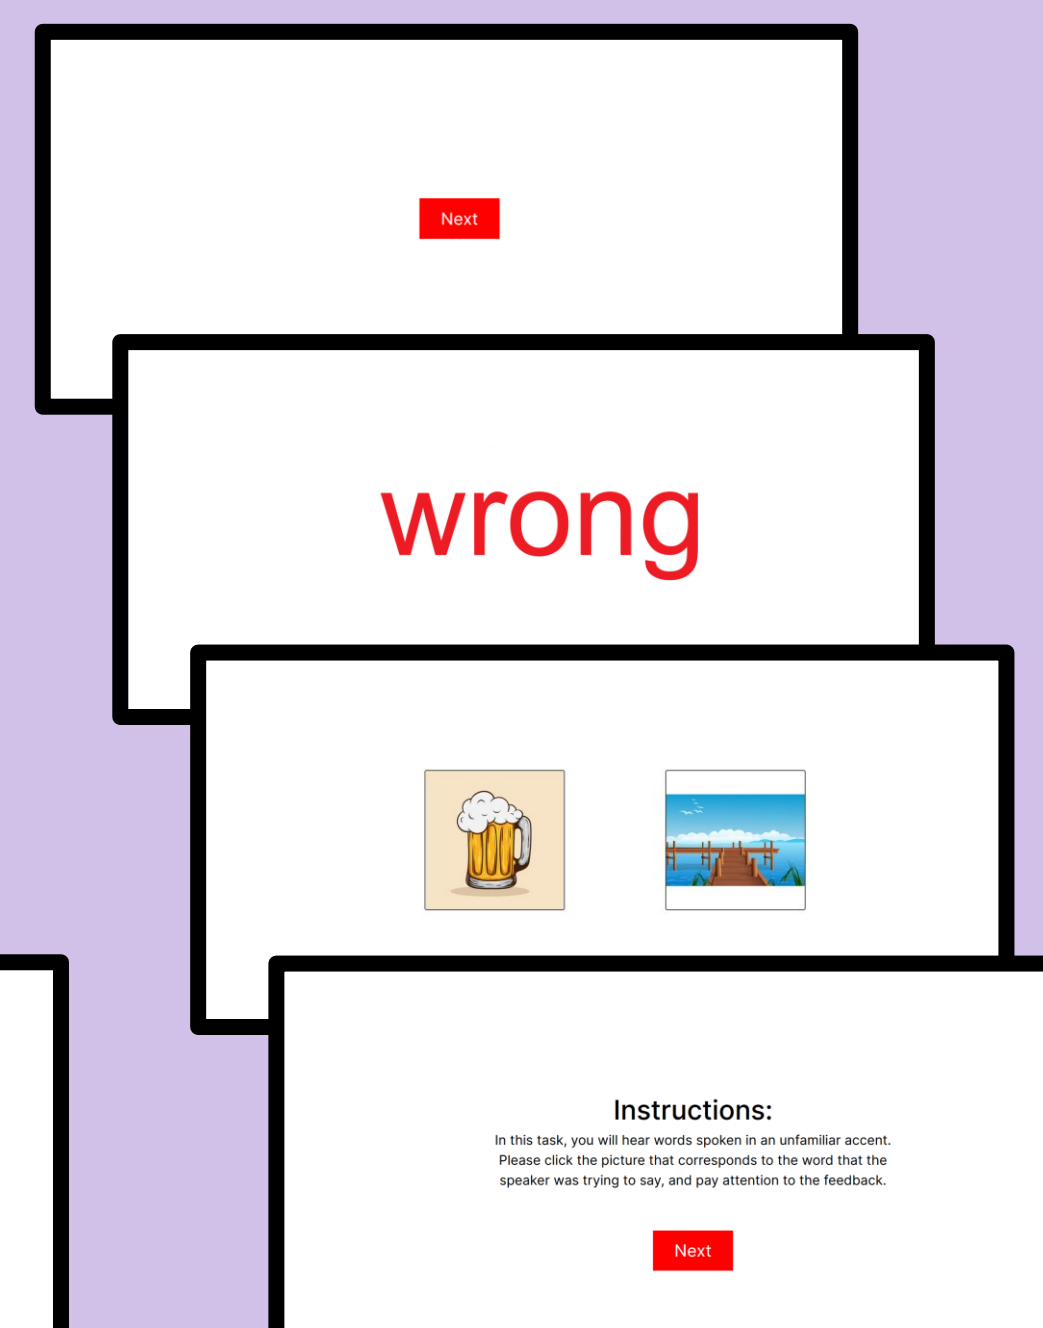 Next
wrong
Instructions:
In this task, you will hear words spoken in an unfamiliar accent.
Please click the picture that corresponds to the word that the
speaker was trying to say, and pay attention to the feedback.
Next